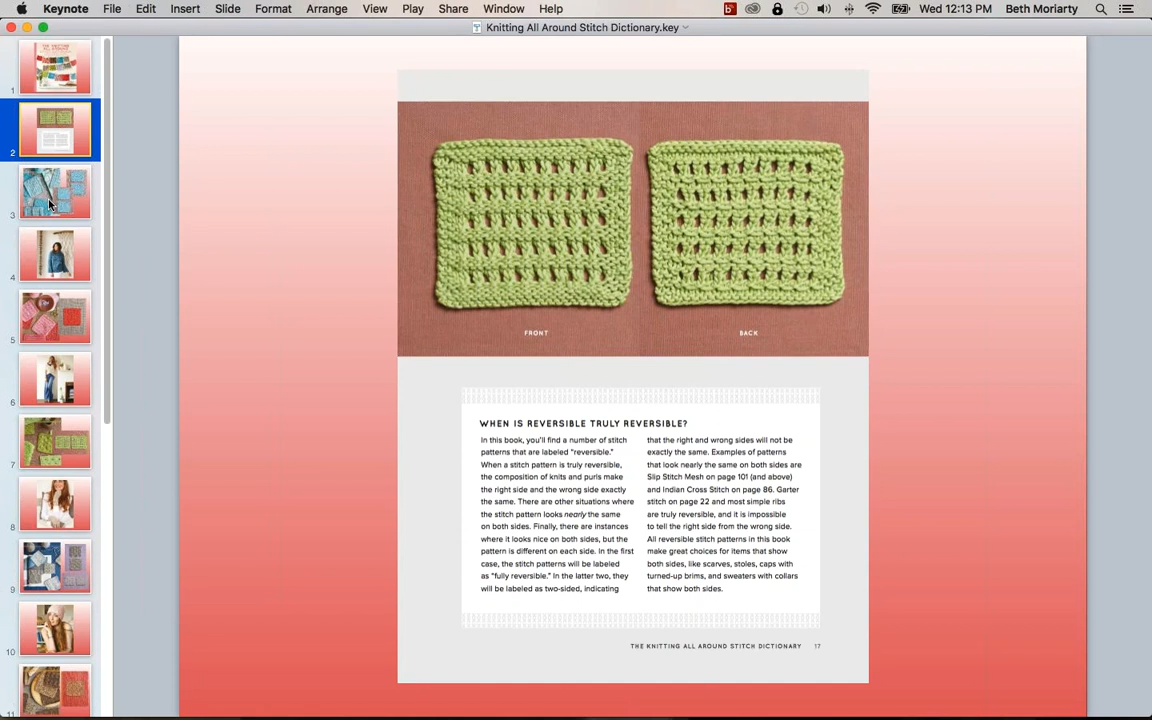 Keynote File Edit Insert Slide Format Arrange View Play Share Window Help Wed 12:13 PM Beth Moriarty
Knitting All Around Stitch Dictionary.key
1
2
3
4
5
6
7
8
9
10
11
FRONT BACK
WHEN IS REVERSIBLE TRULY REVERSIBLE?
In this book, you'll find a number of stitch
patterns that are labeled "reversible."
When a stitch pattern is truly reversible,
the composition of knits and purls make
the right side and the wrong side exactly
the same. There are other situations where
the stitch pattern looks nearly the same
on both sides. Finally, there are instances
where it looks nice on both sides, but the
pattern is different on each side. In the first
case, the stitch patterns will be labeled
as "fully reversible." In the latter two, they
will be labeled as two-sided, indicating
that the right and wrong sides will not be
exactly the same. Examples of patterns
that look nearly the same on both sides are
Slip Stitch Mesh on page 101 (and above)
and Indian Cross Stitch on page 86. Garter
stitch on page 22 and most simple ribs
are truly reversible, and it is impossible
to tell the right side from the wrong side.
All reversible stitch patterns in this book
make great choices for items that show
both sides, like scarves, stoles, caps with
turned-up brims, and sweaters with collars
that show both sides.
THE KNITTING ALL AROUND STITCH DICTIONARY 17